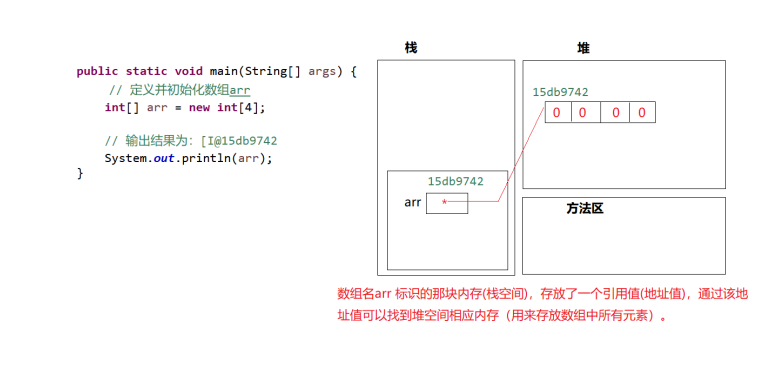 public static void main(String[] args) {
// 定义并初始化数组arr
int[] arr = new int[4];
// 输出结果为：[I@15db9742
System.out.println(arr);
}
栈
堆
15db9742
0 0 0 0
15db9742
arr *
方法区
数组名arr 标识的那块内存(栈空间)，存放了一个引用值(地址值)，通过该地
址值可以找到堆空间相应内存（用来存放数组中所有元素）。